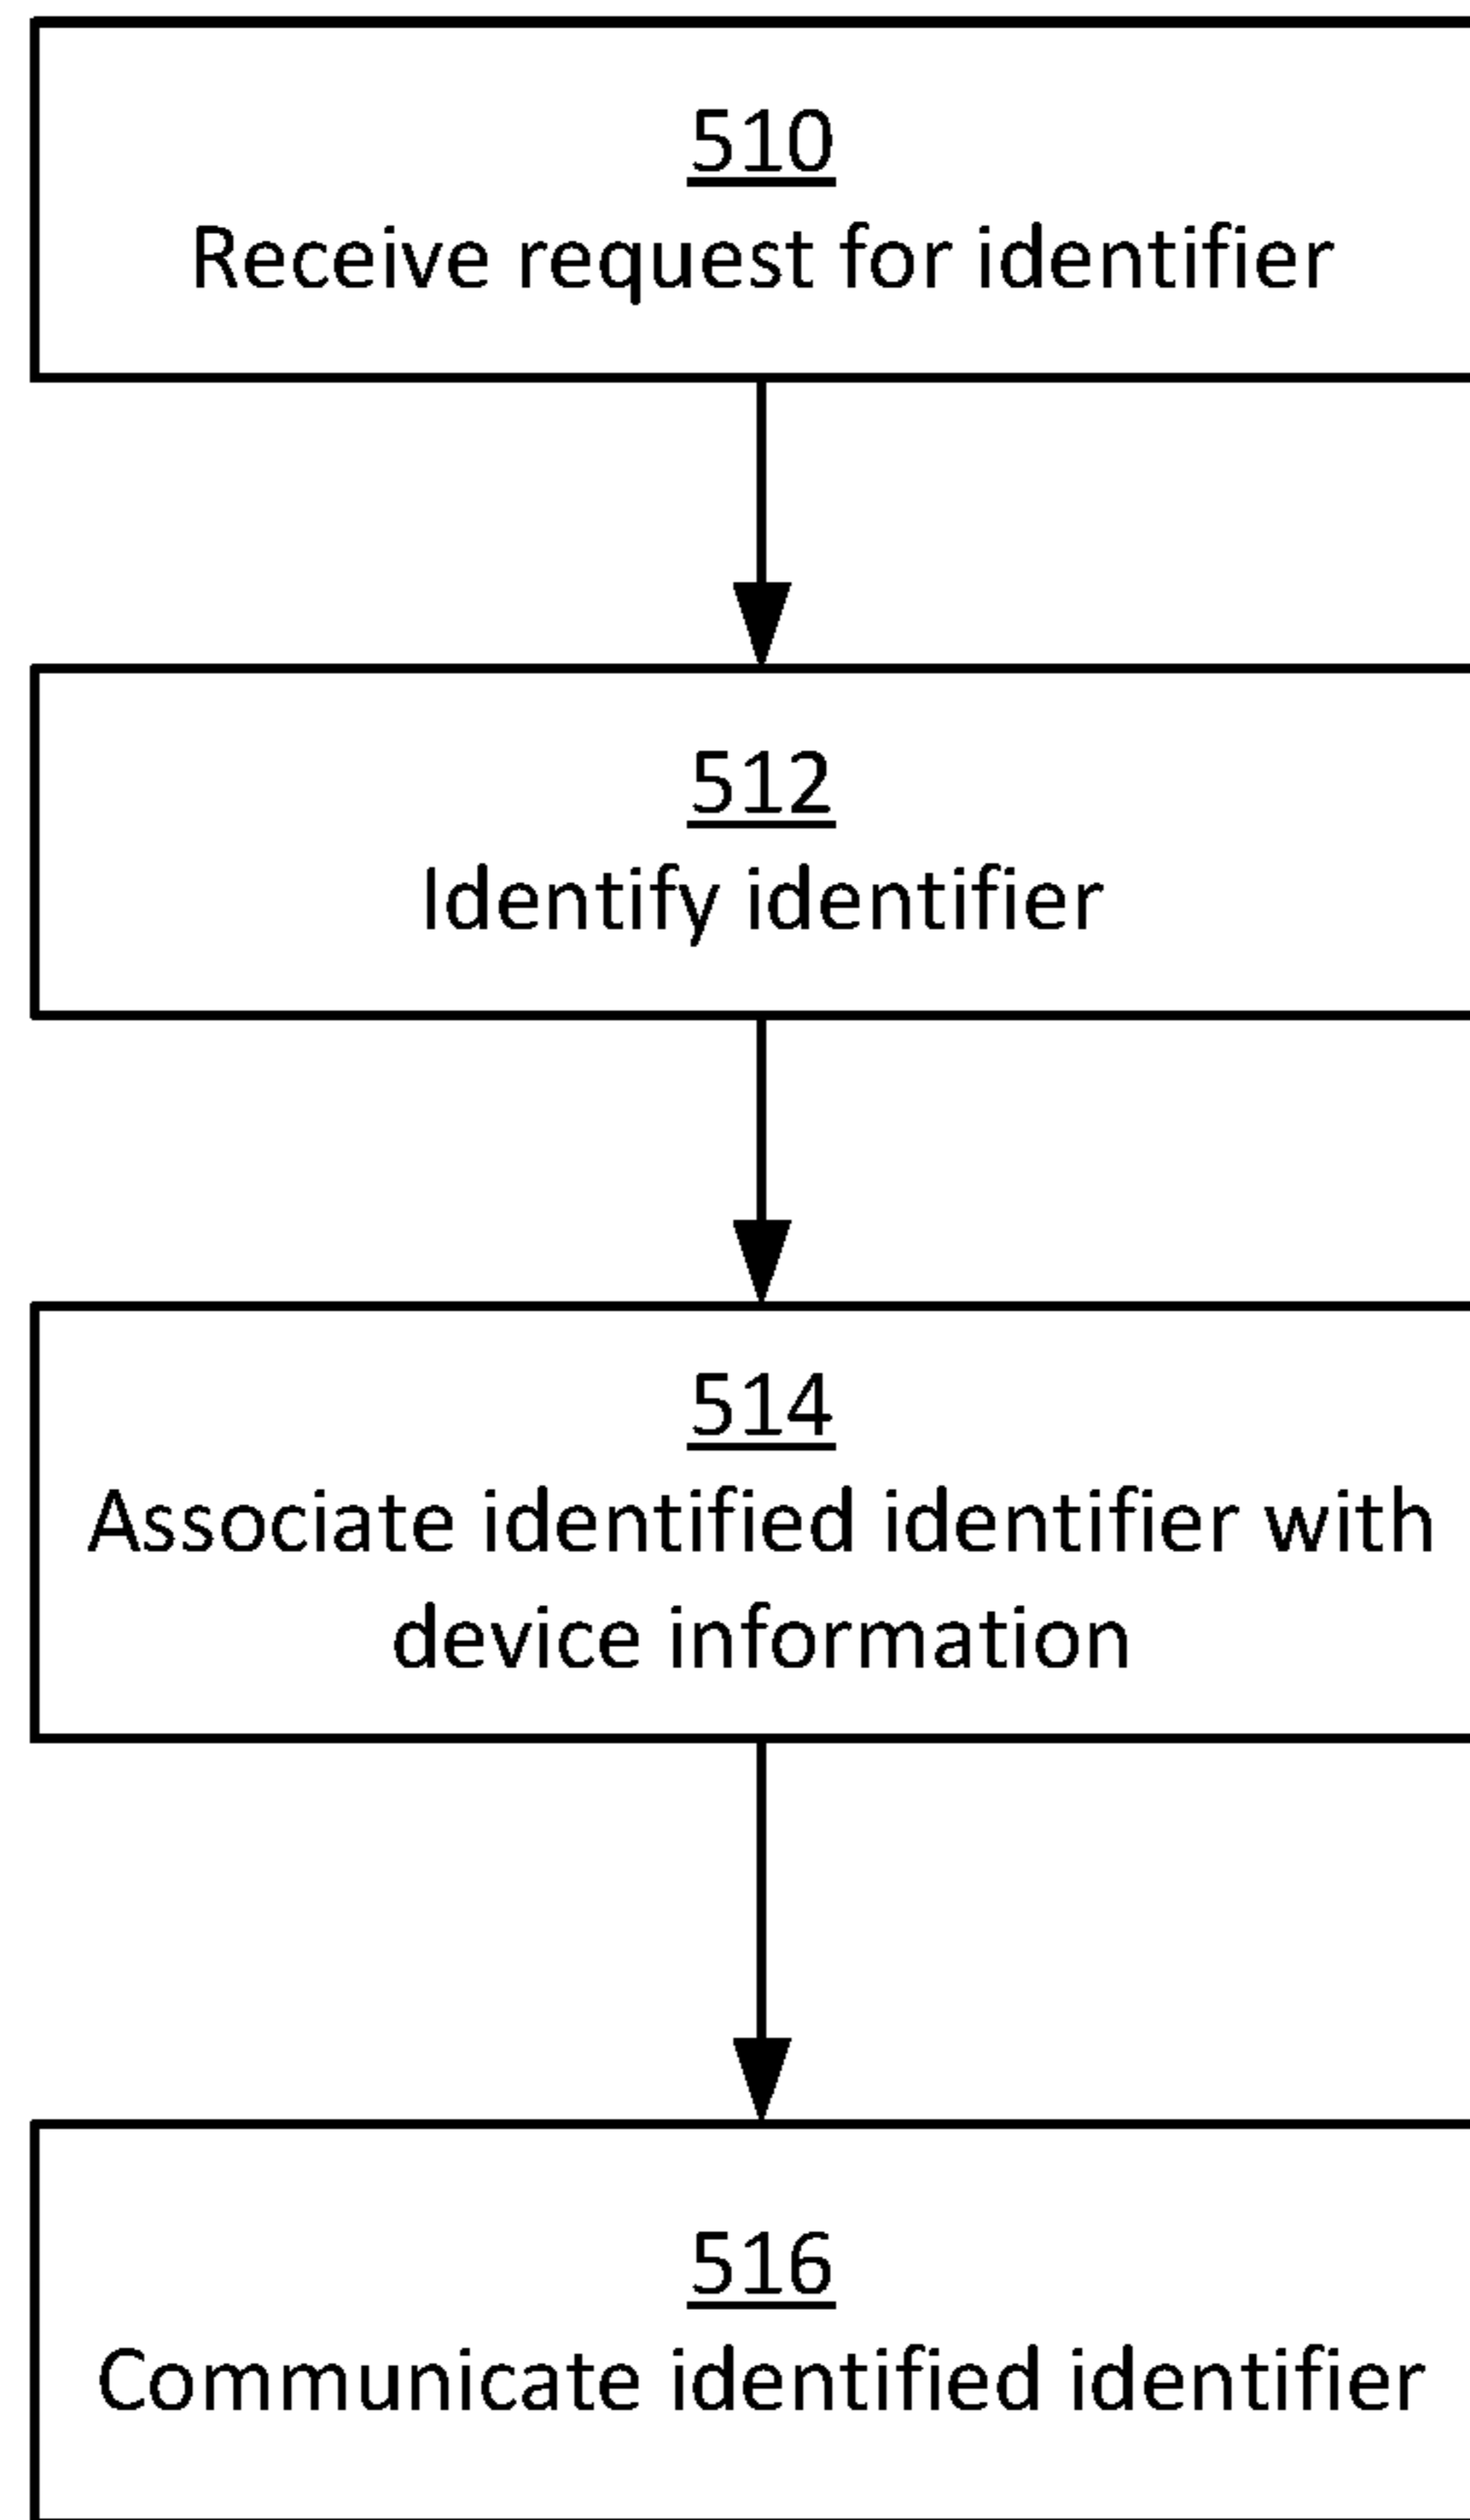 510
Receive request for identifier
512
Identify identifier
514
Associate identified identifier with
device information
516
Communicate identified identifier